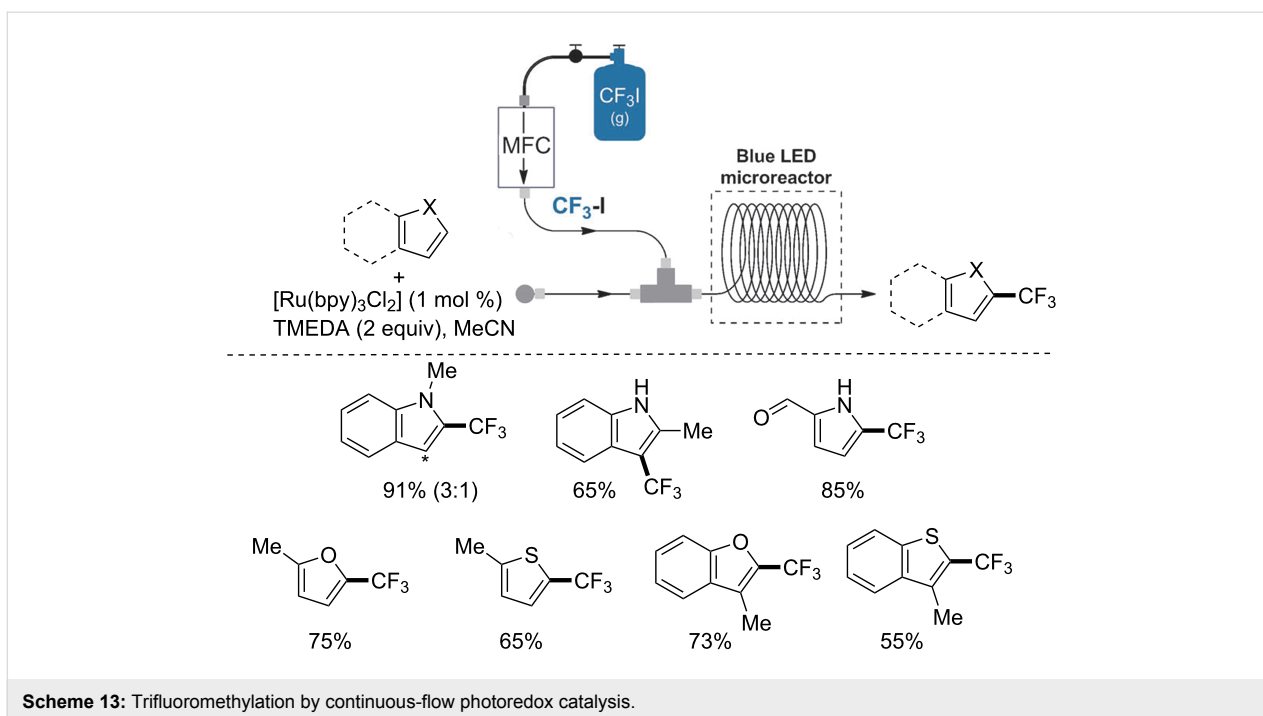 CF3I
(g)
MFC
Blue LED
microreactor
CF3-I
X
+
[Ru(bpy)3Cl2] (1 mol %)
TMEDA (2 equiv), MeCN
X
CF3
Me
N
CF3
*
91% (3:1)
H
N
Me
CF3
65%
O
H
N
CF3
85%
Me
O
CF3
75%
Me
S
CF3
65%
O
CF3
Me
73%
S
CF3
Me
55%
Scheme 13: Trifluoromethylation by continuous-flow photoredox catalysis.